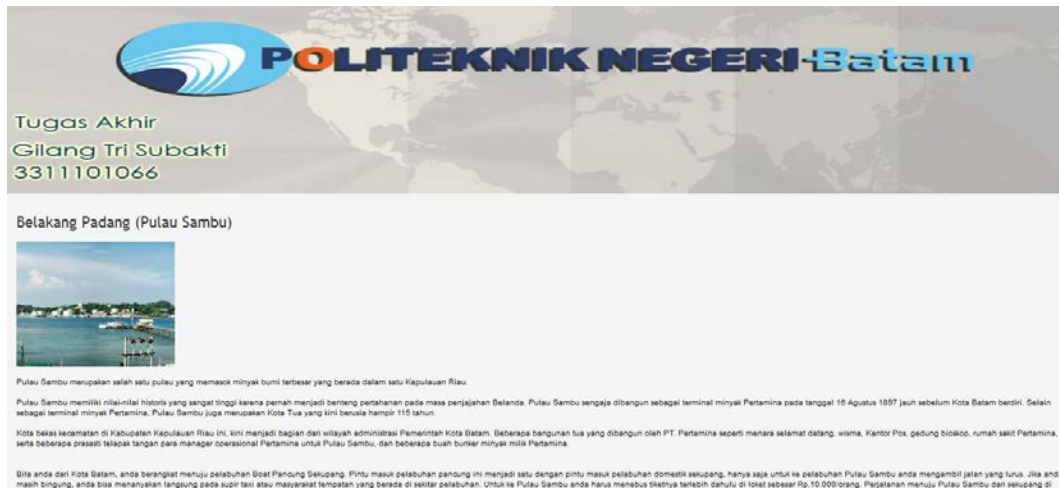 POLITEKNIK NEGERI Batam
Tugas Akhir
Gilang Tri Subakti
3311101066
Belakang Padang (Pulau Sambu)
Pulau Sambu merupakan salah satu pulau yang memasok minyak bumi terbesar yang berada dalam satu Kepulauan Riau.
Pulau Sambu memiliki nilai-nilai historis yang sangat tinggi karena pernah menjadi benteng pertahanan pada masa penjajahan Belanda. Pulau Sambu sengaja dibangun sebagai terminal minyak Pertamina pada tanggal 16 Agustus 1897 jauh sebelum Kota Batam berdiri. Selain
sebagai terminal minyak Pertamina, Pulau Sambu juga merupakan Kota Tua yang kini berusia hampir 115 tahun.
Kota bekas kecamatan di Kabupaten Kepulauan Riau ini, kini menjadi bagian dari wilayah administrasi Pemerintah Kota Batam. Beberapa bangunan tua yang dibangun oleh PT. Pertamina seperti menara selamat datang, wisma, Kantor Pos, gedung bioskop, rumah sakit Pertamina,
serta beberapa prasasti telapak tangan para manager operasional Pertamina untuk Pulau Sambu, dan beberapa buah bunker minyak milik Pertamina.
Bila anda dari Kota Batam, anda berangkat menuju pelabuhan Boat Pancung Sekupang. Pintu masuk pelabuhan pancung ini menjadi satu dengan pintu masuk pelabuhan domestik sekupang, hanya saja untuk ke pelabuhan Pulau Sambu anda mengambil jalan yang lurus. Jika anda
masih bingung, anda bisa menanyakan langsung pada supir taxi atau masyarakat tempatan yang berada di sekitar pelabuhan. Untuk ke Pulau Sambu anda harus menebus tiketnya terlebih dahulu di loket sebesar Rp.10.000/orang. Perjalanan menuju Pulau Sambu dari sekupang di